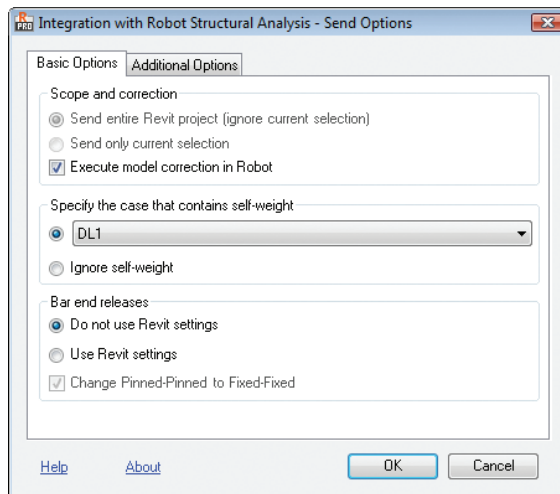 Integration with Robot Structural Analysis - Send Options
Basic Options
Additional Options
Scope and correction
Send entire Revit project (ignore current selection)
Send only current selection
Execute model correction in Robot
Specify the case that contains self-weight
DL1
Ignore self-weight
Bar end releases
Do not use Revit settings
Use Revit settings
Change Pinned-Pinned to Fixed-Fixed
Help
About
OK
Cancel